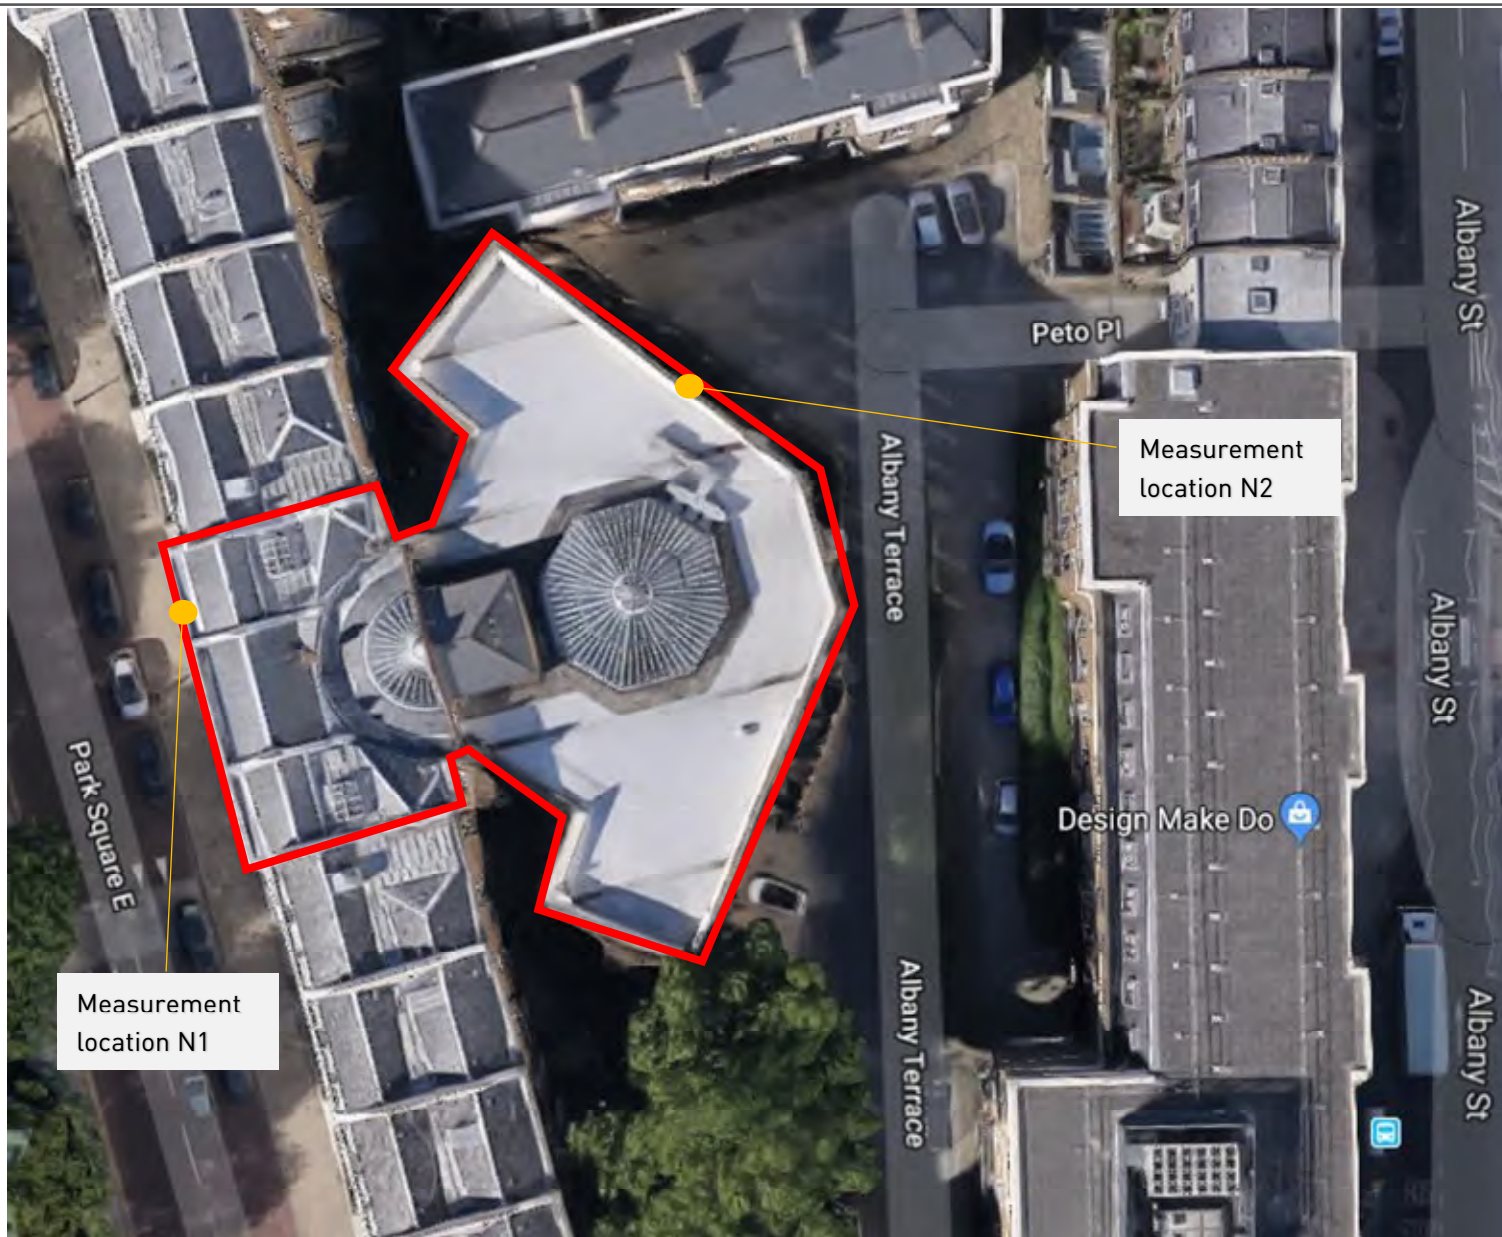 Albany St
Peto Pl
Measurement
location N2
Albany Terrace
Albany St
Park Square E
Design Make Do
Measurement
location N1
Albany Terrace
Albany St